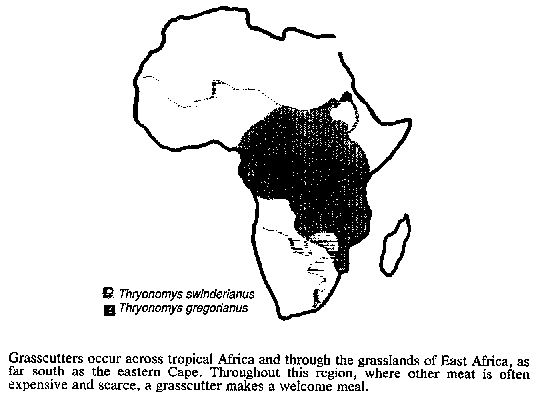 Thryonomys swinderianus
Thryonomys gregorianus
Grasscutters occur across tropical Africa and through the grasslands of East Africa, as
far south as the eastern Cape. Throughout this region, where other meat is often
expensive and scarce, a grasscutter makes a welcome meal.